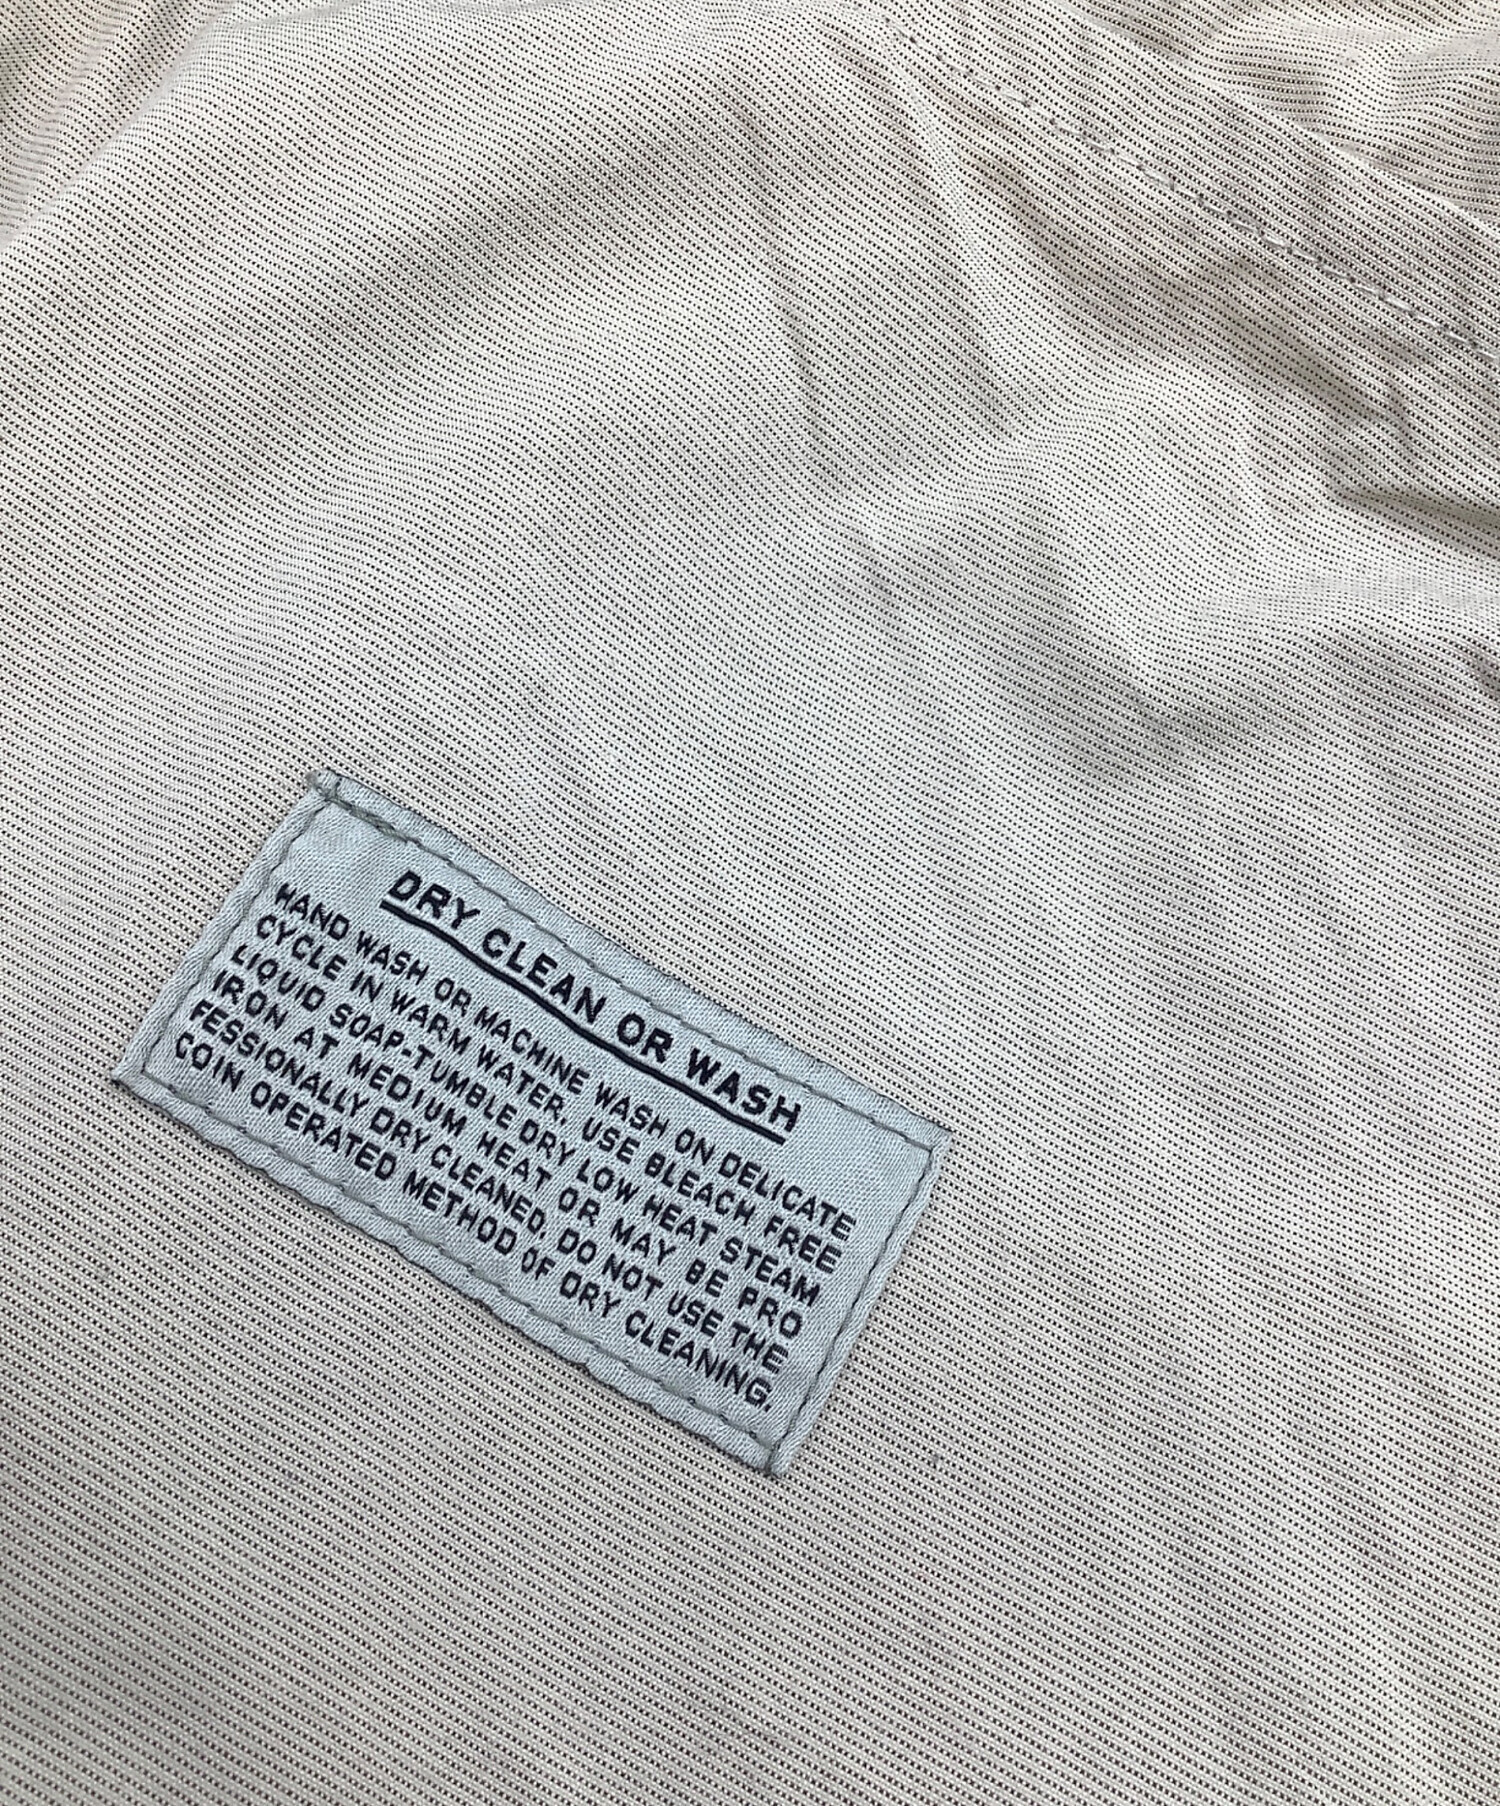 DRY CLEAN OR WASH
HAND WASH OR MACHINE WASH ON DELICATE
CYCLE IN WARM WATER. USE BLEACH FREE
LIQUID SOAP-TUMBLE DRY LOW HEAT STEAM
IRON AT MEDIUM HEAT OR MAY BE PRO
FESSIONALLY DRY CLEANED. DO NOT USE THE
COIN OPERATED METHOD OF DRY CLEANING.